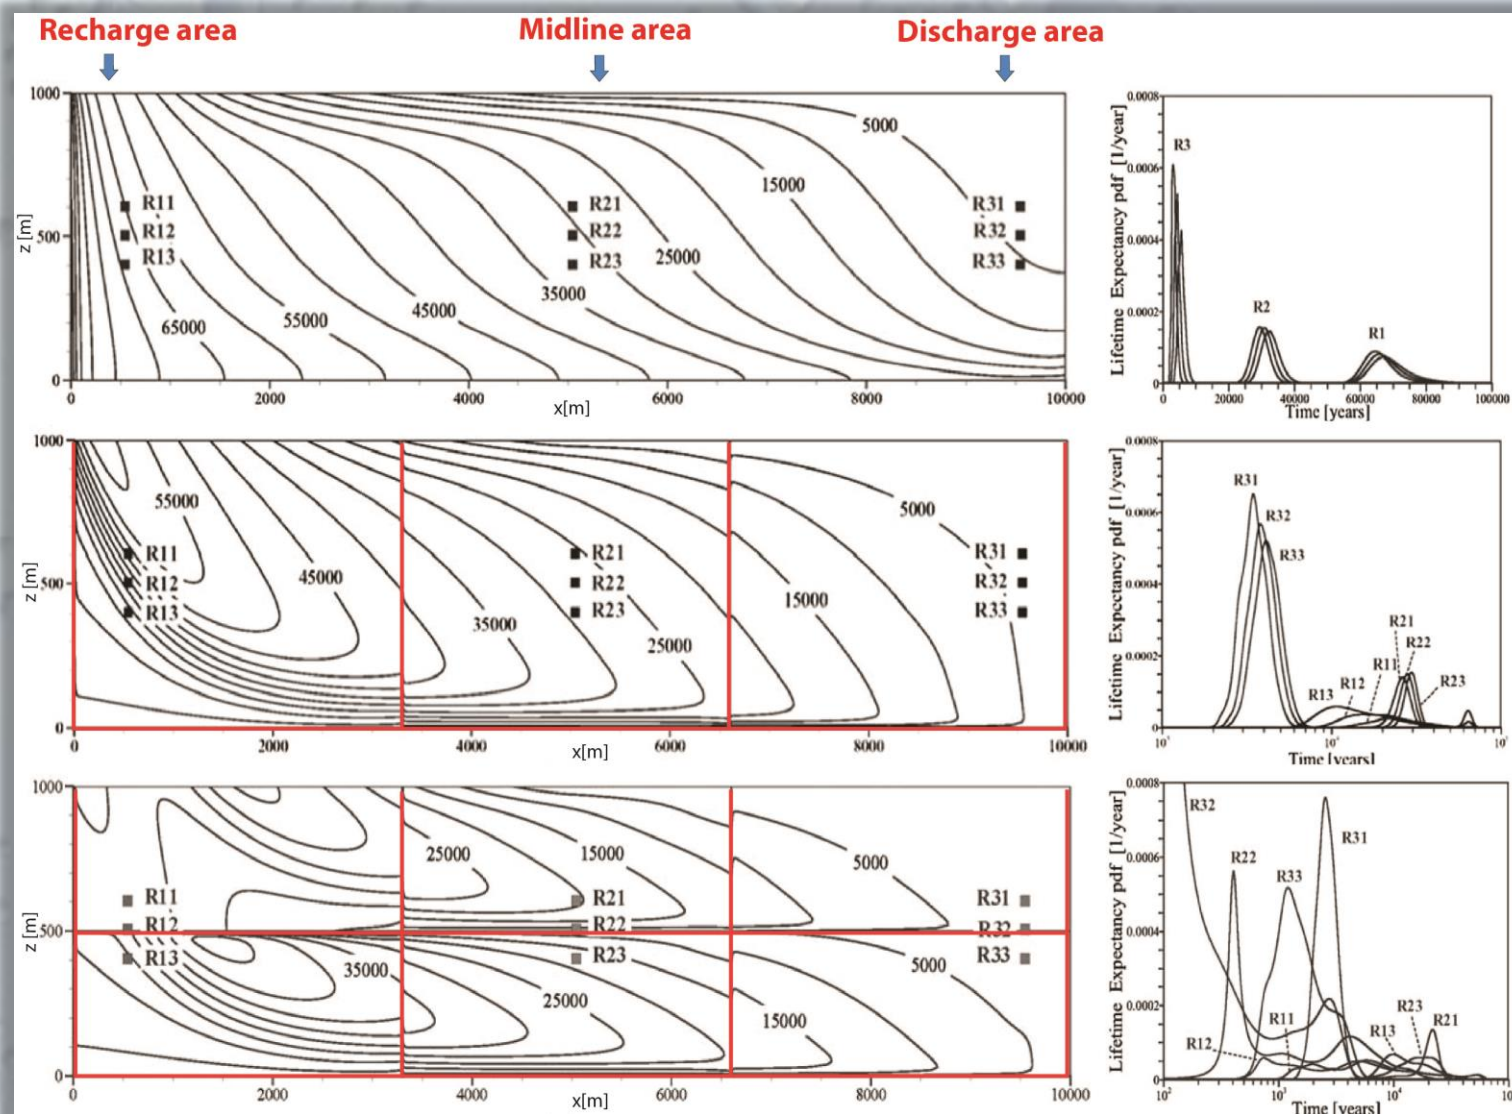 Recharge area
Midline area
Discharge area
1000
500
0
z [m]
R11
R12
R13
R21
R22
R23
R31
R32
R33
65000
55000
45000
35000
25000
15000
5000
0
2000
4000
6000
8000
10000
x[m]
Lifetime Expectancy pdf [1/year]
0.0008
0.0006
0.0004
0.0002
0
R3
R2
R1
0
20000
40000
60000
80000
100000
Time [years]
1000
500
0
z [m]
R11
R12
R13
R21
R22
R23
R31
R32
R33
55000
45000
35000
25000
15000
5000
0
2000
4000
6000
8000
10000
x[m]
Lifetime Expectancy pdf [1/year]
0.0008
0.0006
0.0004
0.0002
0
R31
R32
R33
R21
R22
R11
R12
R13
R23
Time [years]
1000
500
0
z [m]
R11
R12
R13
R21
R22
R23
R31
R32
R33
25000
15000
5000
35000
25000
15000
5000
0
2000
4000
6000
8000
10000
x[m]
Lifetime Expectancy pdf [1/year]
0.0008
0.0006
0.0004
0.0002
0
R32
R22
R33
R31
R12
R11
R13
R23
R21
10²
10³
10⁴
Time [years]